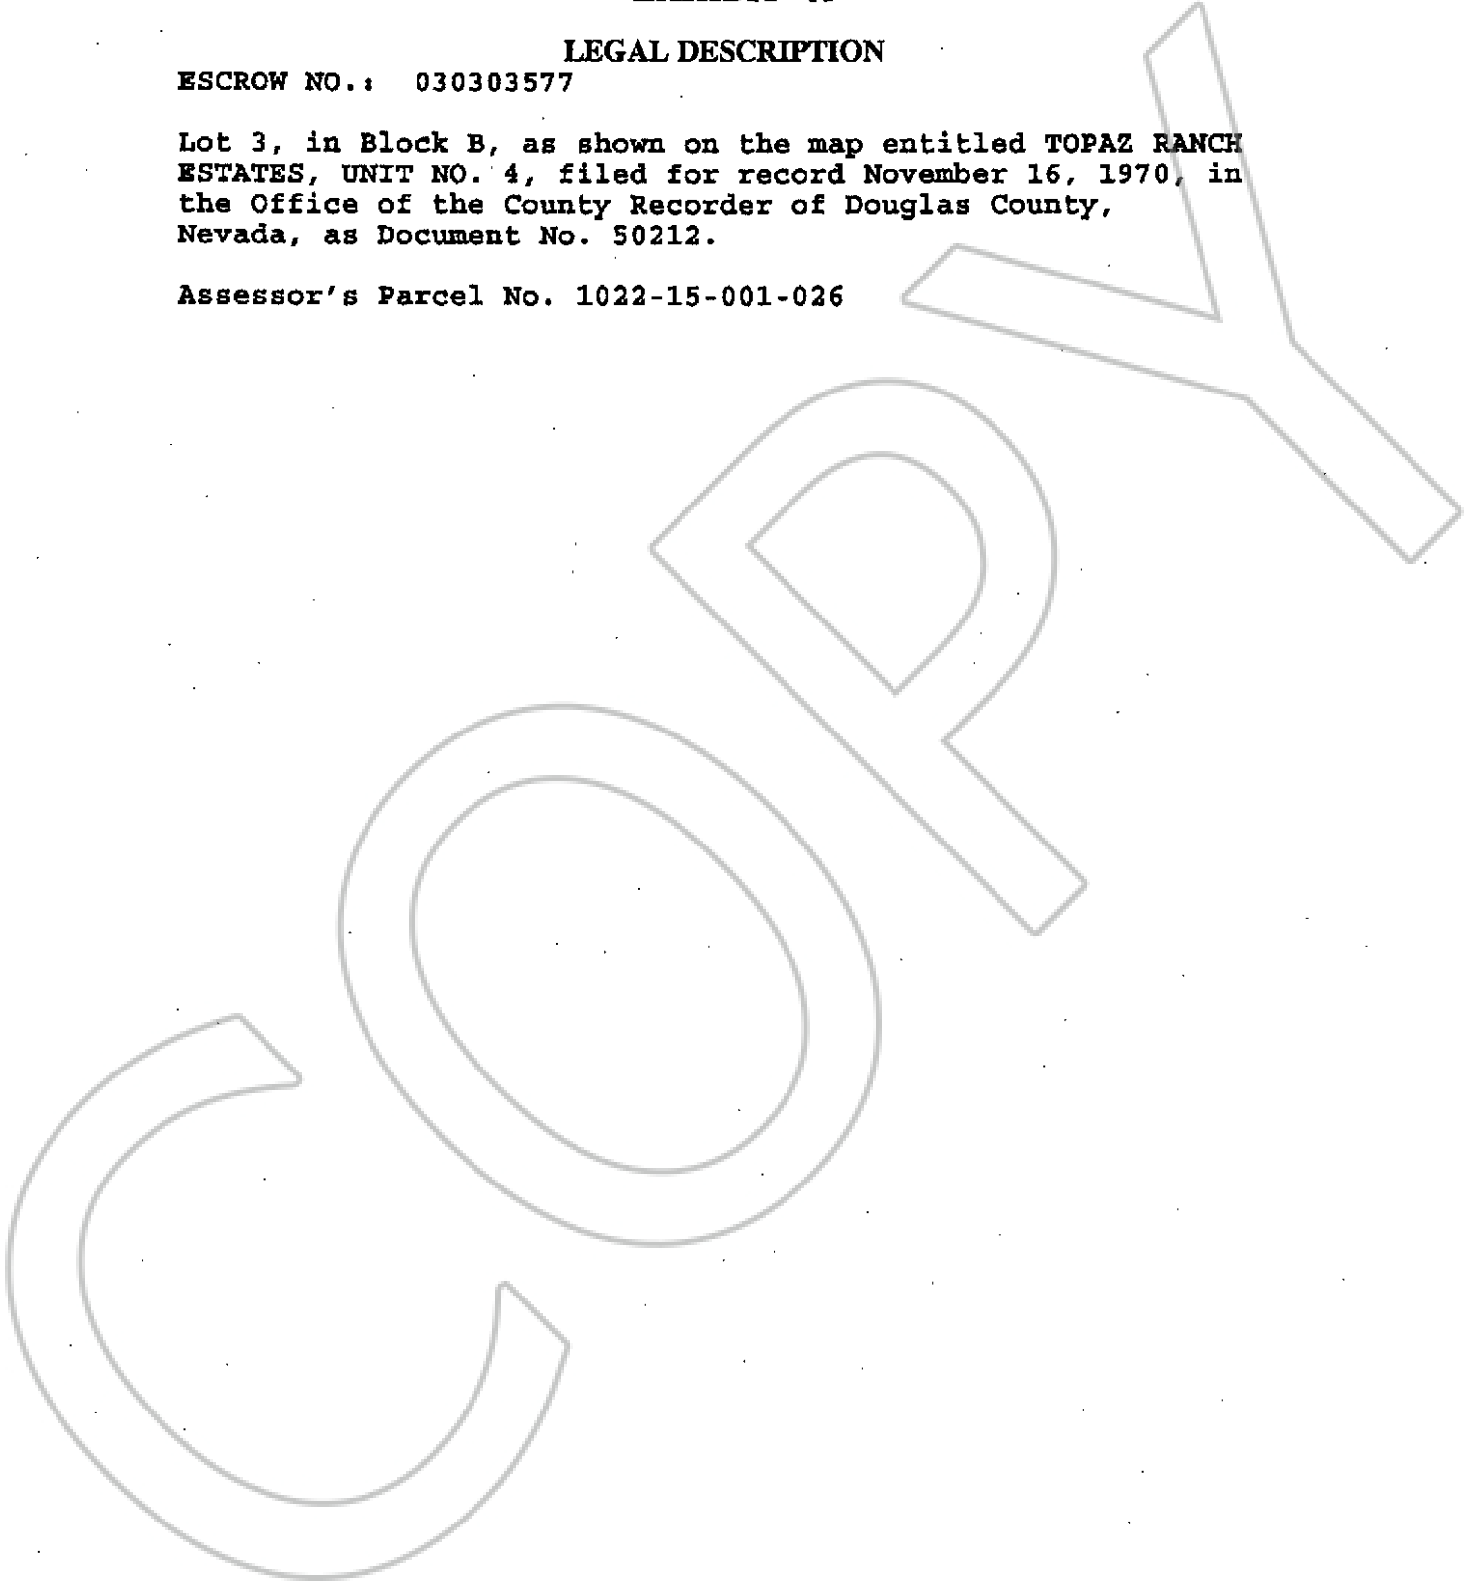 LEGAL DESCRIPTION
ESCROW NO.: 030303577
Lot 3, in Block B, as shown on the map entitled TOPAZ RANCH
ESTATES, UNIT NO. 4, filed for record November 16, 1970, in
the Office of the County Recorder of Douglas County,
Nevada, as Document No. 50212.
Assessor's Parcel No. 1022-15-001-026
COPY